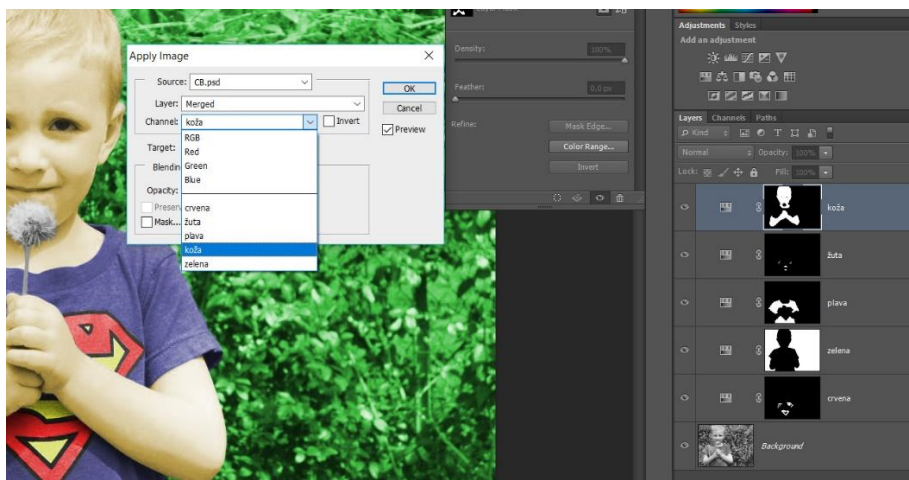 Apply Image
Source: CB.psd
Layer: Merged
Channel: koža
Invert
RGB
Red
Green
Blue
crvena
žuta
plava
koža
zelena
Target:
Blendin
Opacity:
Preserv
Mask...
OK
Cancel
Preview
Density: 100%
Feather: 0,0 px
Refine:
Mask Edge...
Color Range...
Invert
Adjustments Styles
Add an adjustment
Layers Channels Paths
Kind
Normal Opacity: 100%
Lock: Fill: 100%
koža
žuta
plava
zelena
crvena
Background